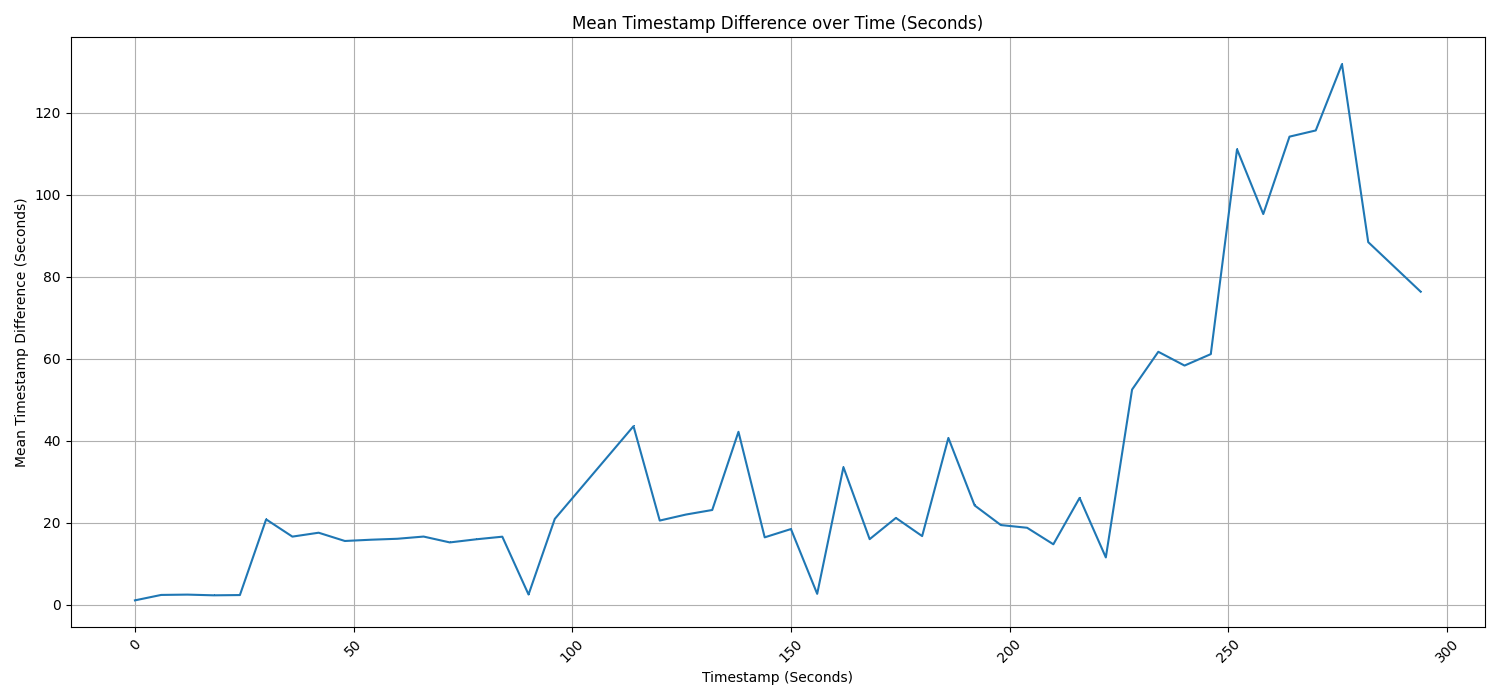 Mean Timestamp Difference over Time (Seconds)
Mean Timestamp Difference (Seconds)
120
100
80
60
40
20
0
0 50 100 150 200 250 300
Timestamp (Seconds)